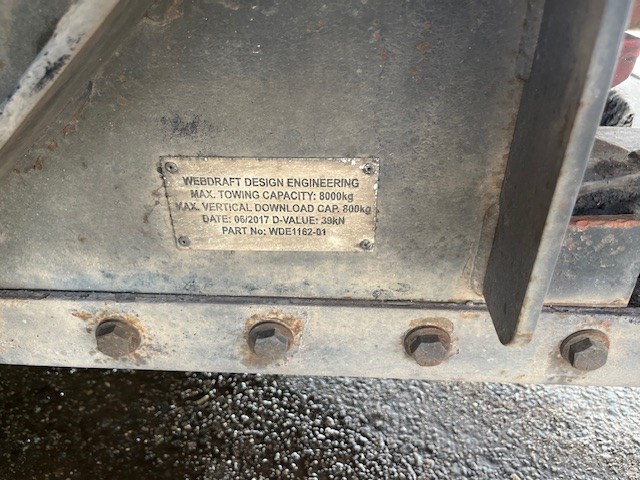 WEBDRAFT DESIGN ENGINEERING
MAX. TOWING CAPACITY: 8000kg
MAX. VERTICAL DOWNLOAD CAP. 800kg
DATE: 06/2017 D-VALUE: 39kN
PART No: WDE1162-01